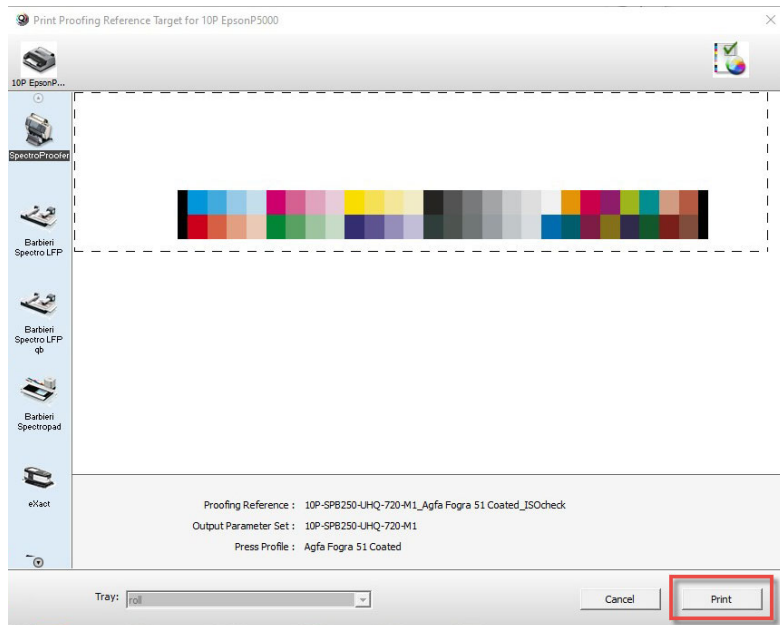 Print Proofing Reference Target for 10P EpsonP5000
10P EpsonP...
SpectroProofer
Barbieri
Spectro LFP
Barbieri
Spectro LFP
qb
Barbieri
Spectropad
eXact
Proofing Reference : 10P-SPB250-UHQ-720-M1_Agfa Fogra 51 Coated_ISOcheck
Output Parameter Set : 10P-SPB250-UHQ-720-M1
Press Profile : Agfa Fogra 51 Coated
Tray: roll
Cancel
Print